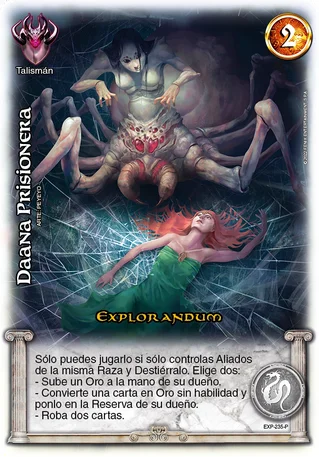 2
Talismán
Daana Prisionera
ARTE: PEYEYO
Explorandum
Sólo puedes jugarlo si sólo controlas Aliados
de la misma Raza y Destiérralo. Elige dos:
- Sube un Oro a la mano de su dueño.
- Convierte una carta en Oro sin habilidad y
ponlo en la Reserva de su dueño.
- Roba dos cartas.
EXP-235-P